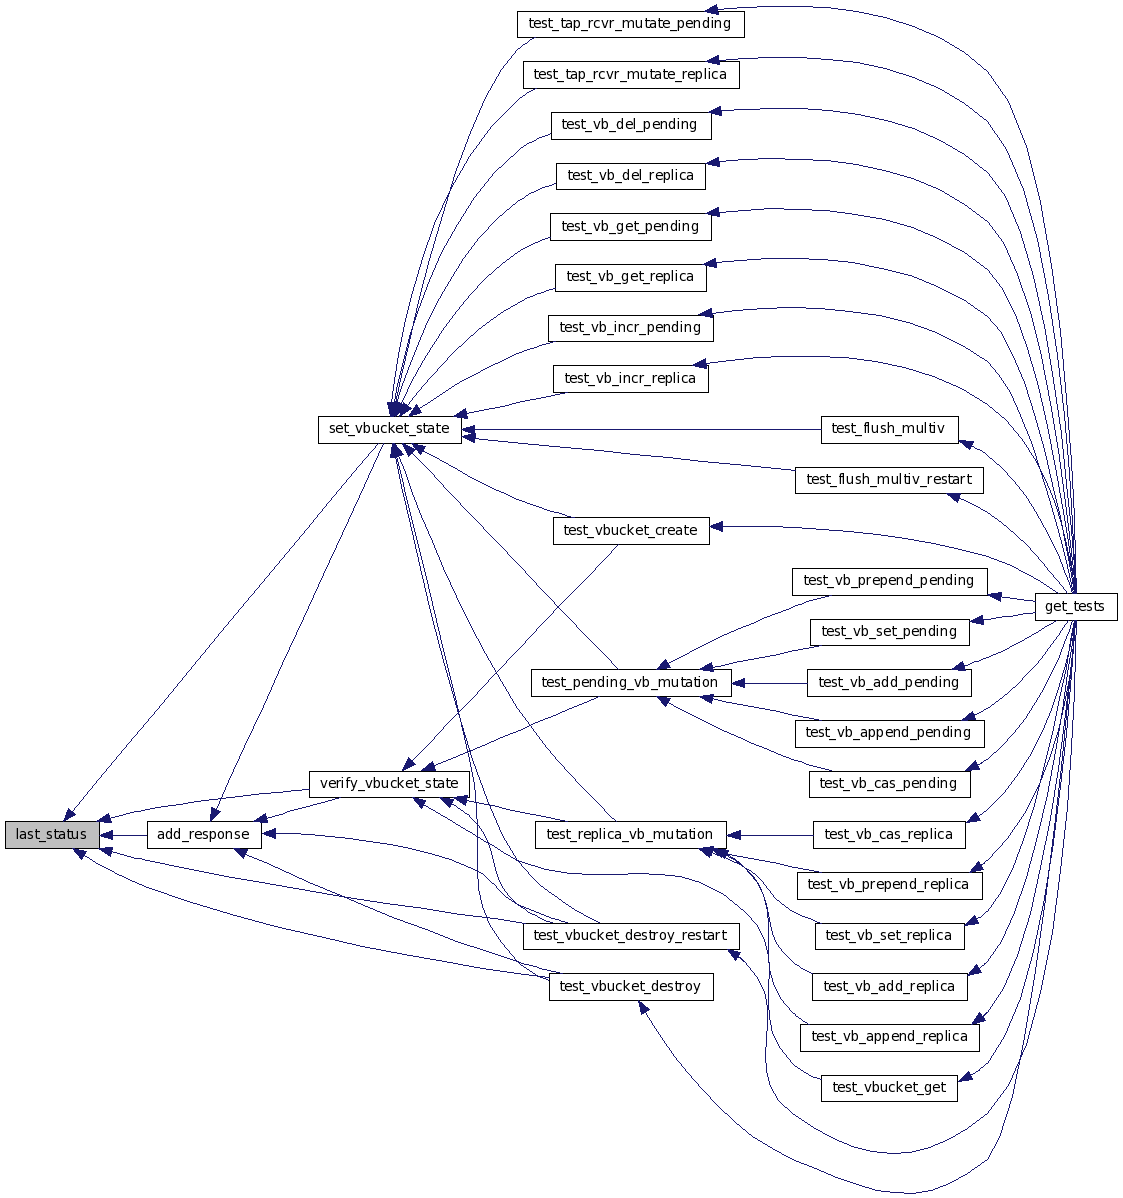 test_tap_rcvr_mutate_pending
test_tap_rcvr_mutate_replica
test_vb_del_pending
test_vb_del_replica
test_vb_get_pending
test_vb_get_replica
test_vb_incr_pending
test_vb_incr_replica
set_vbucket_state
test_flush_multiv
test_flush_multiv_restart
test_vbucket_create
test_vb_prepend_pending
get_tests
test_vb_set_pending
test_pending_vb_mutation
test_vb_add_pending
test_vb_append_pending
verify_vbucket_state
test_vb_cas_pending
last_status
add_response
test_replica_vb_mutation
test_vb_cas_replica
test_vb_prepend_replica
test_vbucket_destroy_restart
test_vb_set_replica
test_vbucket_destroy
test_vb_add_replica
test_vb_append_replica
test_vbucket_get